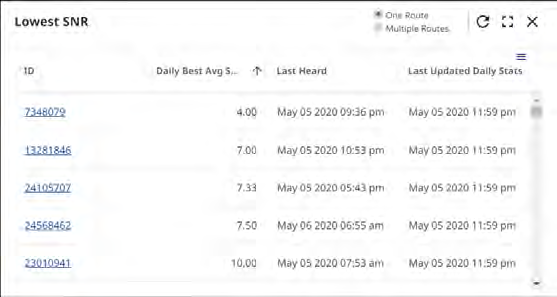 Lowest SNR
One Route
Multiple Routes
ID Daily Best Avg S... Last Heard Last Updated Daily Stats
7348079 4.00 May 05 2020 09:36 pm May 05 2020 11:59 pm
13281846 7.00 May 05 2020 10:53 pm May 05 2020 11:59 pm
24105707 7.33 May 05 2020 05:43 pm May 05 2020 11:59 pm
24568462 7.50 May 06 2020 06:55 am May 05 2020 11:59 pm
23010941 10.00 May 05 2020 07:53 am May 05 2020 11:59 pm